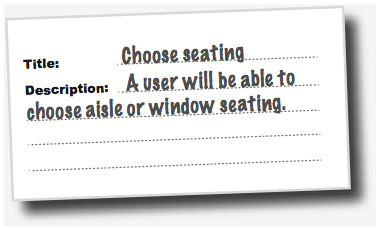 Title: Choose seating
Description: A user will be able to
choose aisle or window seating.